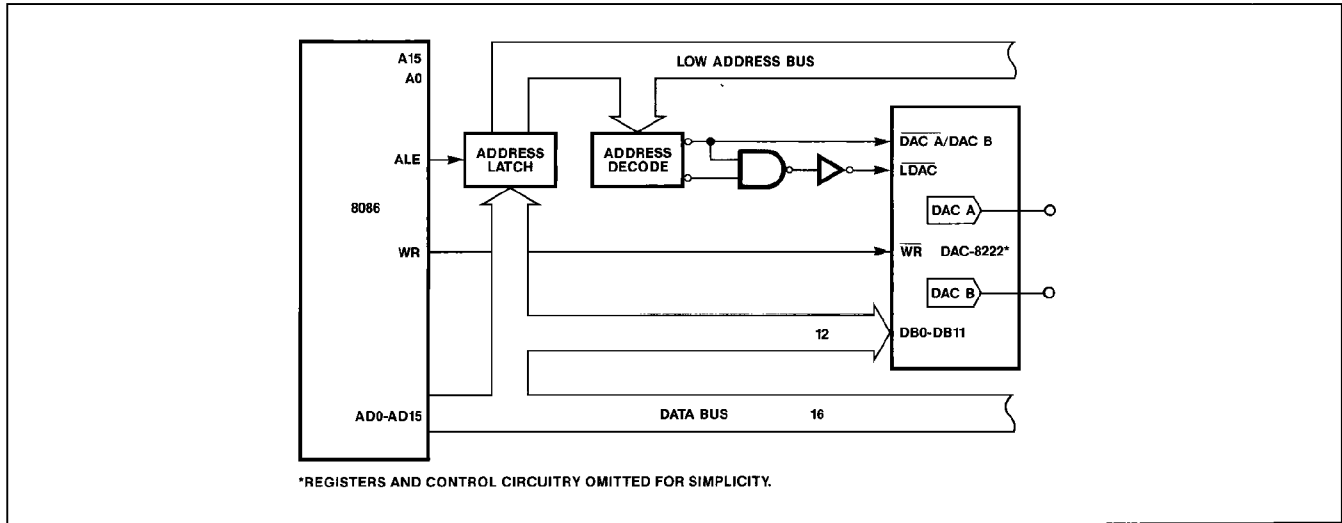 A15
A0
LOW ADDRESS BUS
ALE
ADDRESS
LATCH
ADDRESS
DECODE
DAC A/DAC B
LDAC
8086
DAC A
WR
WR
DAC-8222*
DAC B
12
DB0-DB11
AD0-AD15
DATA BUS
16
*REGISTERS AND CONTROL CIRCUITRY OMITTED FOR SIMPLICITY.